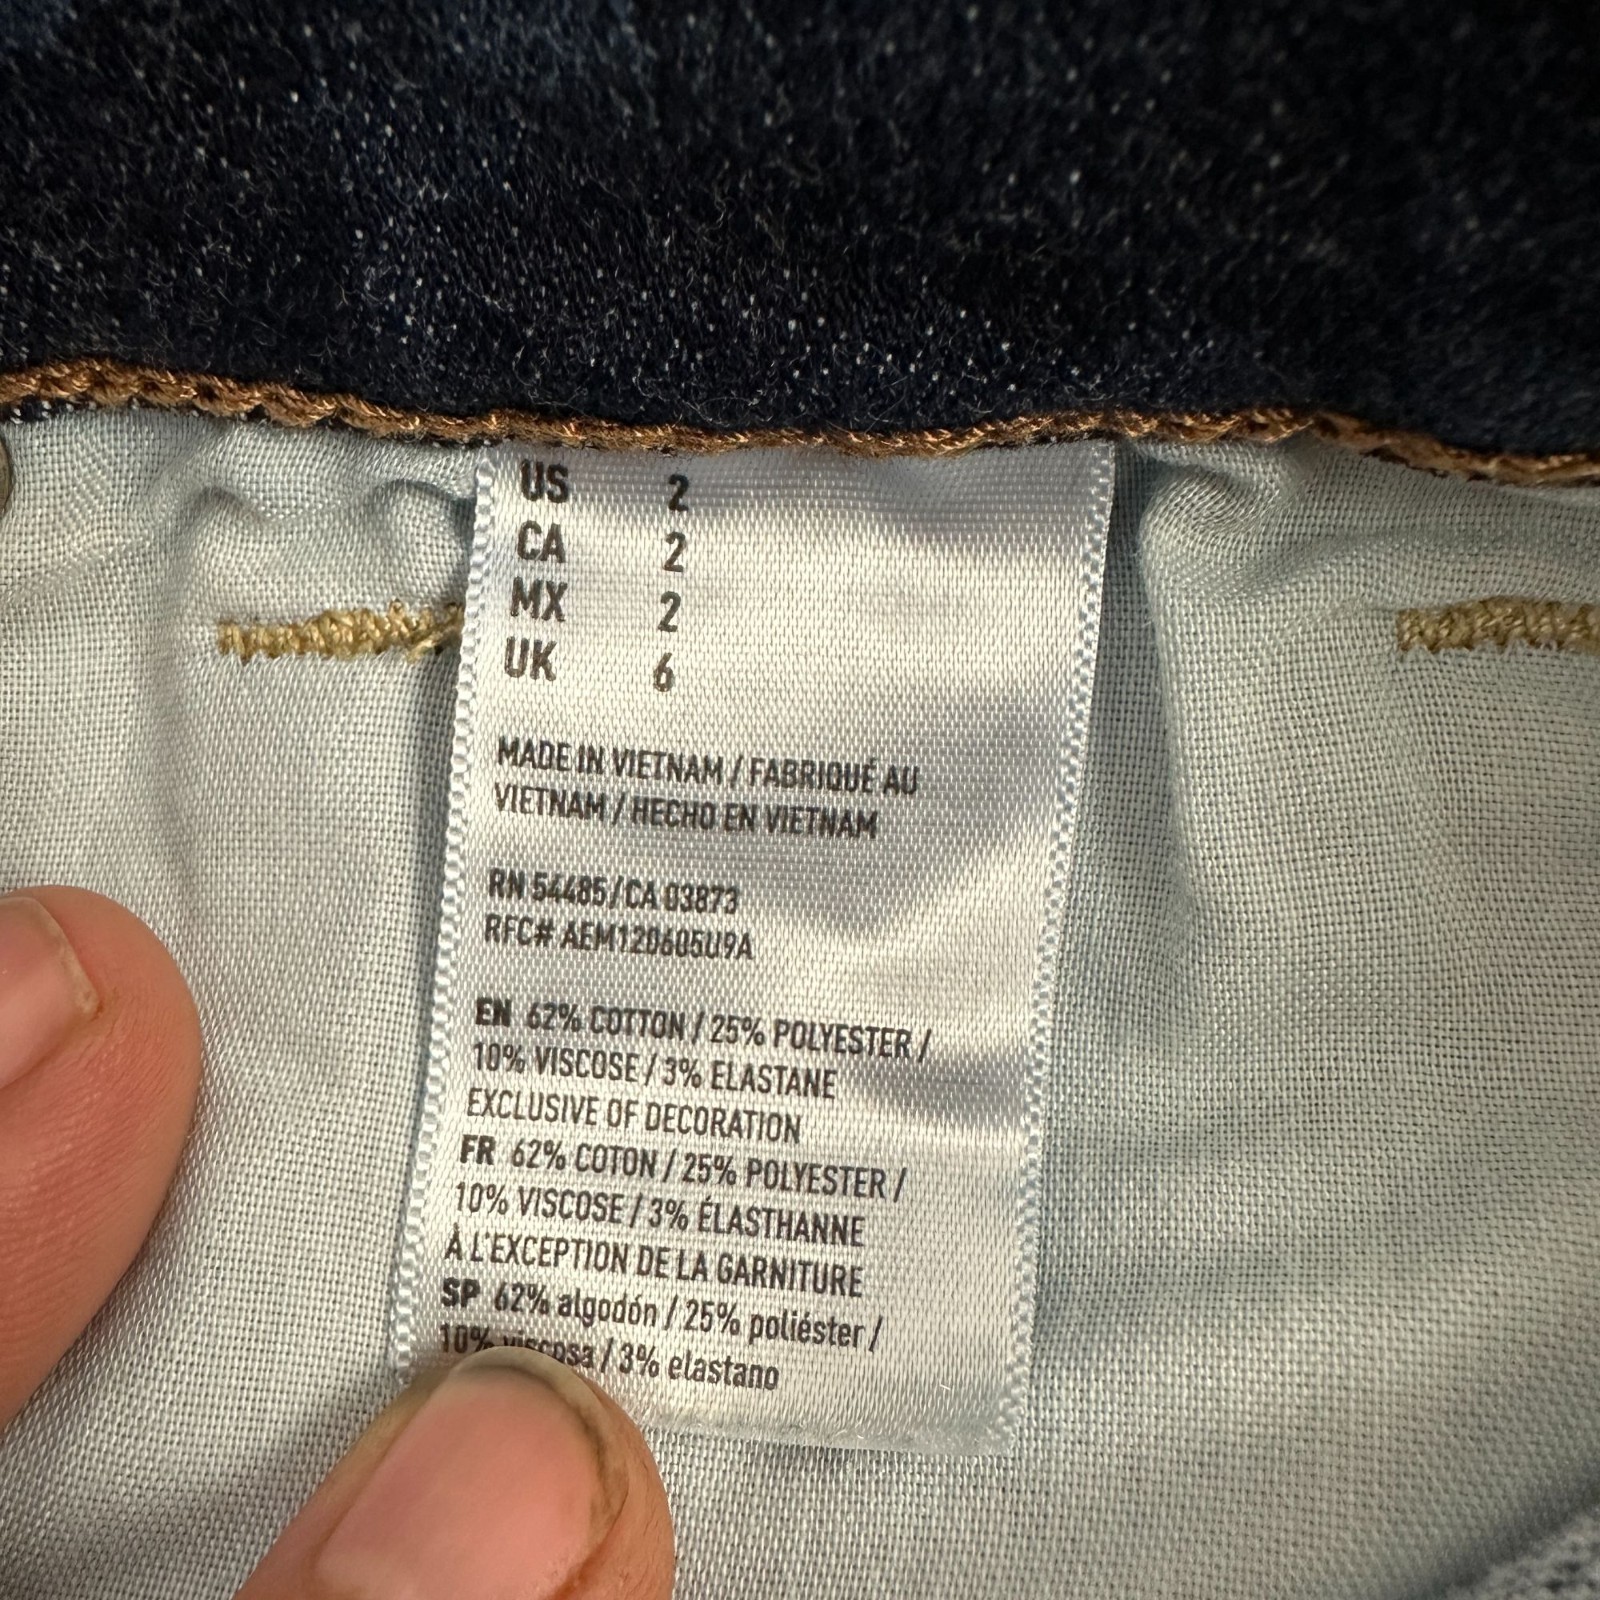 US 2
CA 2
MX 2
UK 6
MADE IN VIETNAM / FABRIQUÉ AU
VIETNAM / HECHO EN VIETNAM
RN 54485/CA 03873
RFC# AEM120605U9A
EN 62% COTTON / 25% POLYESTER /
10% VISCOSE / 3% ELASTANE
EXCLUSIVE OF DECORATION
FR 62% COTON / 25% POLYESTER /
10% VISCOSE / 3% ÉLASTHANNE
À L'EXCEPTION DE LA GARNITURE
SP 62% algodón / 25% poliéster /
10% viscosa / 3% elastano